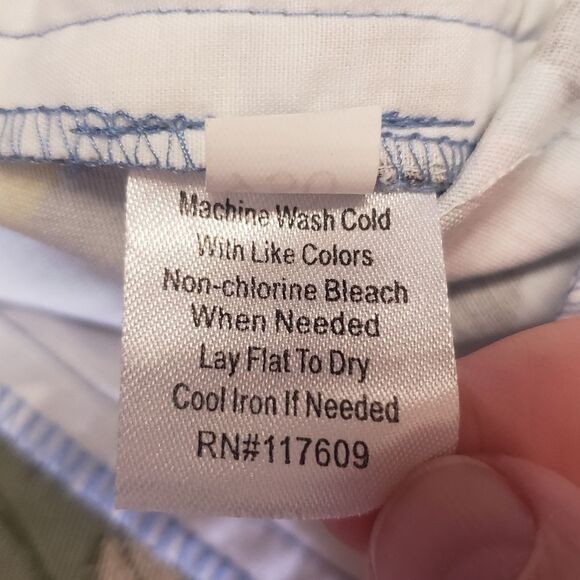 Machine Wash Cold
With Like Colors
Non-chlorine Bleach
When Needed
Lay Flat To Dry
Cool Iron If Needed
RN#117609